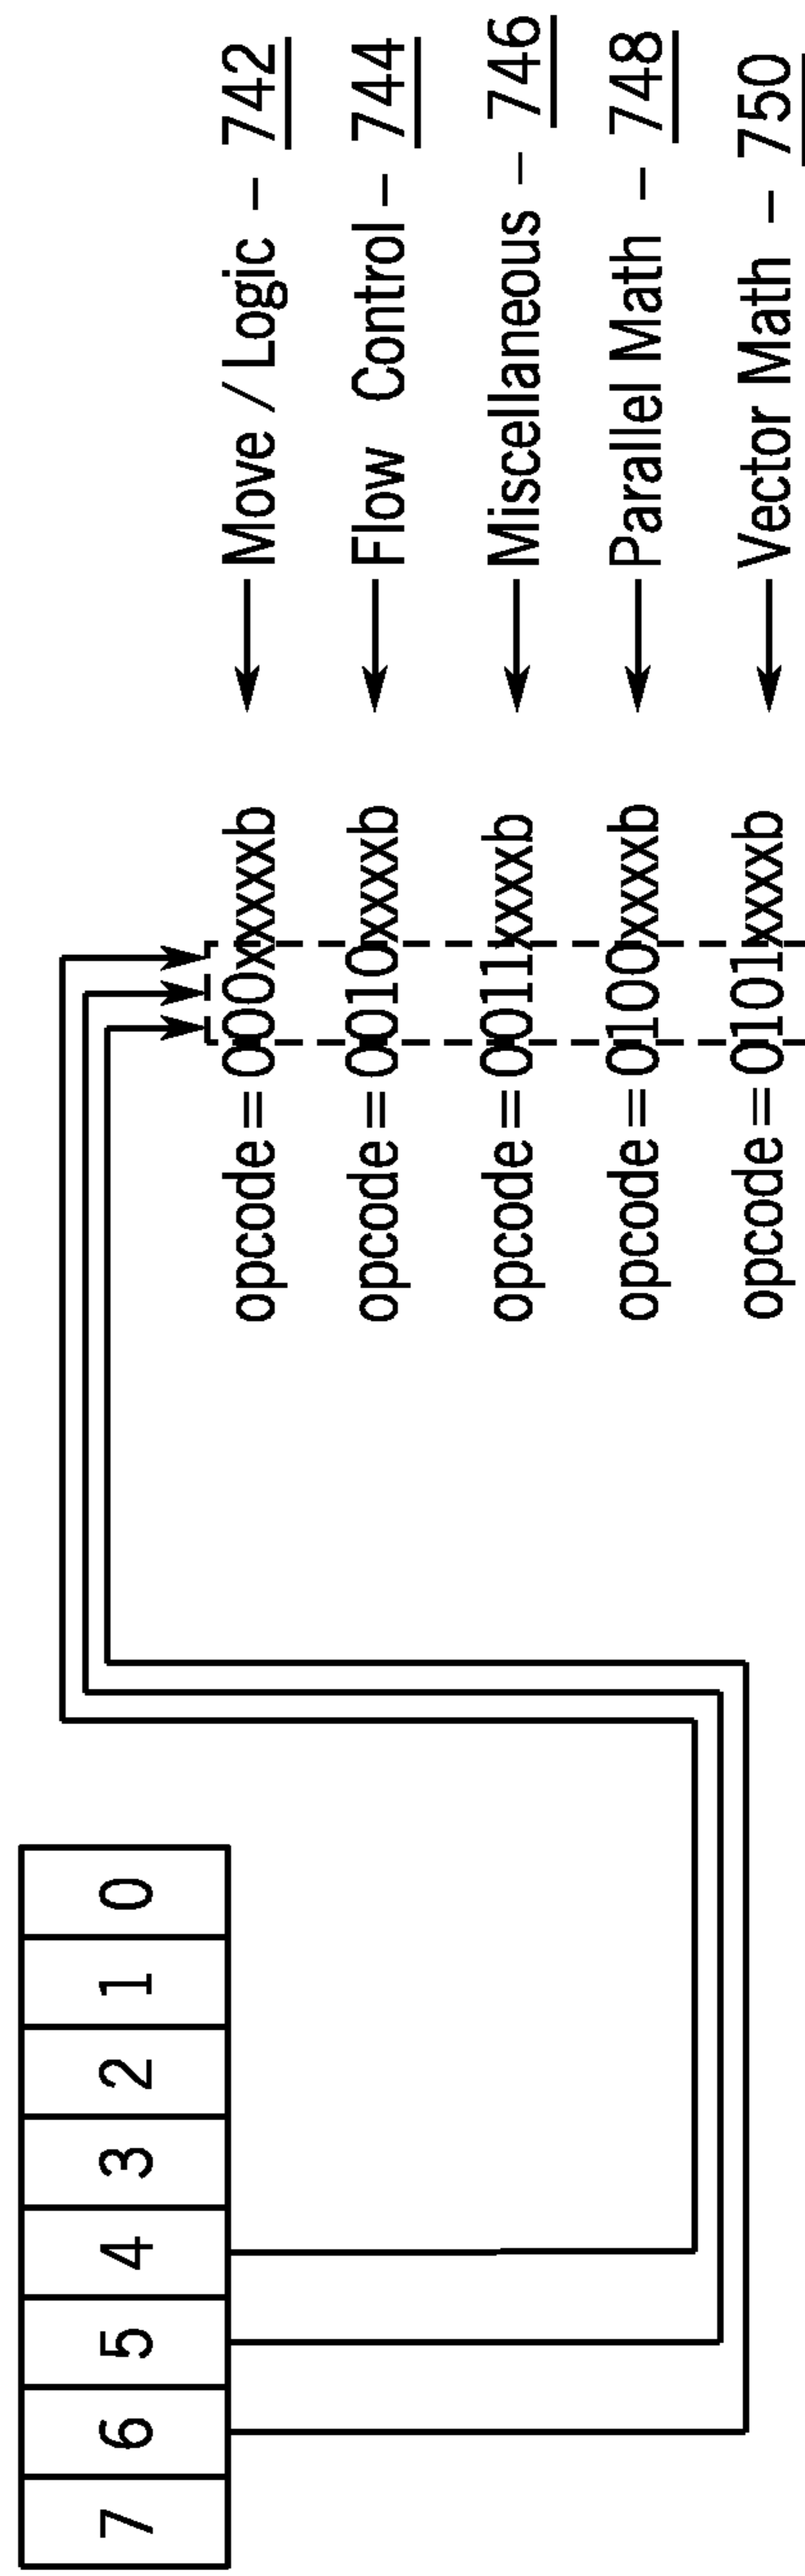 7 6 5 4 3 2 1 0
opcode=000xxxxxb ← Move / Logic – 742
opcode=0010xxxxb ← Flow Control – 744
opcode=0011xxxxb ← Miscellaneous – 746
opcode=0100xxxxb ← Parallel Math – 748
opcode=0101xxxxb ← Vector Math – 750